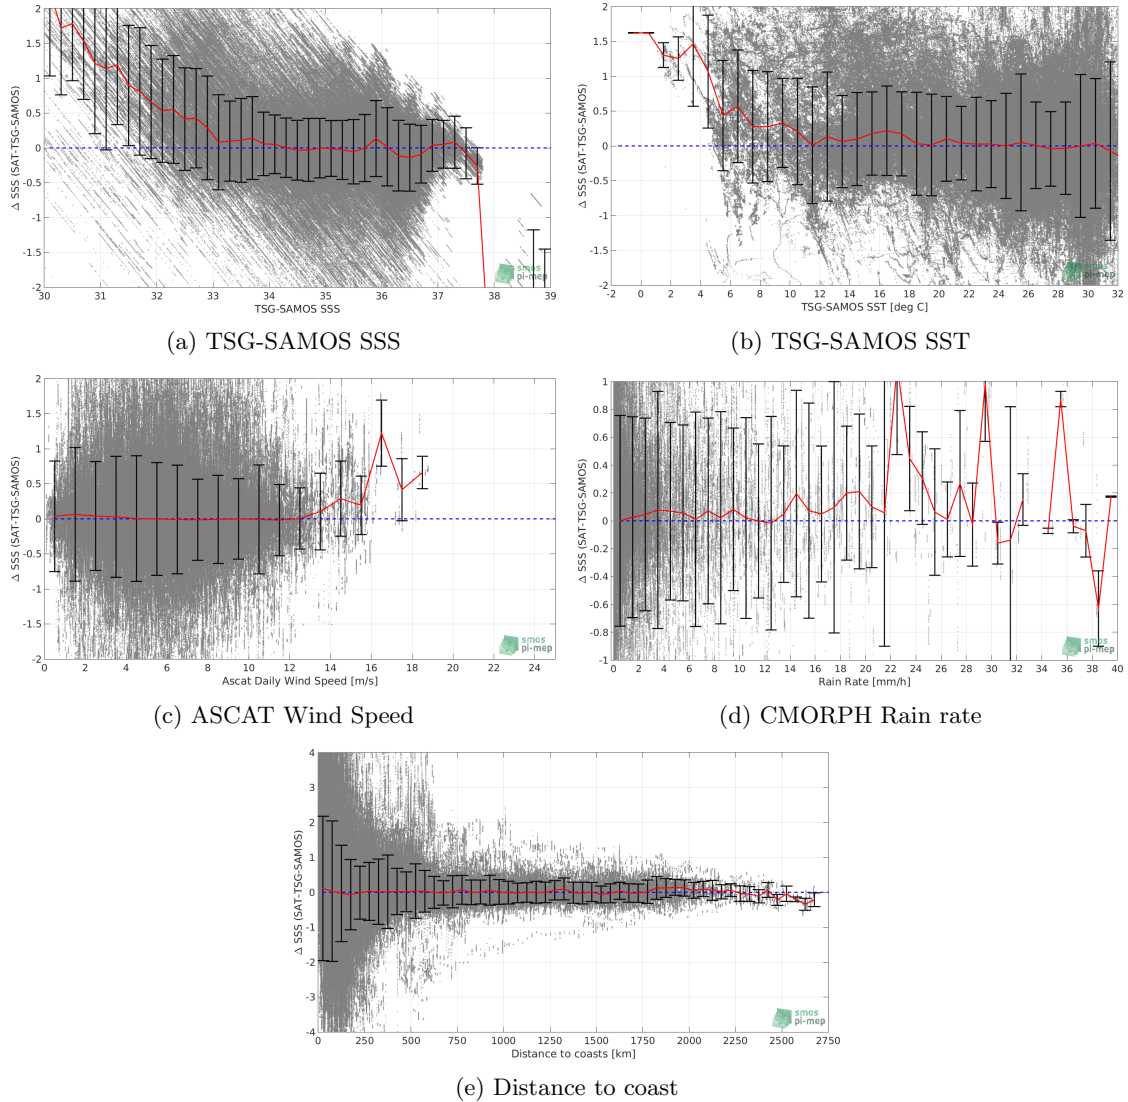 2
1.5
1
0.5
0
-0.5
-1
-1.5
-2
Δ SSS (SAT-TSG-SAMOS)
30 31 32 33 34 35 36 37 38 39
TSG-SAMOS SSS
smos
pi-mep
(a) TSG-SAMOS SSS
2
1.5
1
0.5
0
-0.5
-1
-1.5
-2
Δ SSS (SAT-TSG-SAMOS)
-2 0 2 4 6 8 10 12 14 16 18 20 22 24 26 28 30 32
TSG-SAMOS SST [deg C]
smos
pi-mep
(b) TSG-SAMOS SST
2
1.5
1
0.5
0
-0.5
-1
-1.5
-2
Δ SSS (SAT-TSG-SAMOS)
0 2 4 6 8 10 12 14 16 18 20 22 24
Ascat Daily Wind Speed [m/s]
smos
pi-mep
(c) ASCAT Wind Speed
1
0.8
0.6
0.4
0.2
0
-0.2
-0.4
-0.6
-0.8
-1
Δ SSS (SAT-TSG-SAMOS)
0 2 4 6 8 10 12 14 16 18 20 22 24 26 28 30 32 34 36 38 40
Rain Rate [mm/h]
smos
pi-mep
(d) CMORPH Rain rate
4
3
2
1
0
-1
-2
-3
-4
Δ SSS (SAT-TSG-SAMOS)
0 250 500 750 1000 1250 1500 1750 2000 2250 2500 2750
Distance to coasts [km]
smos
pi-mep
(e) Distance to coast